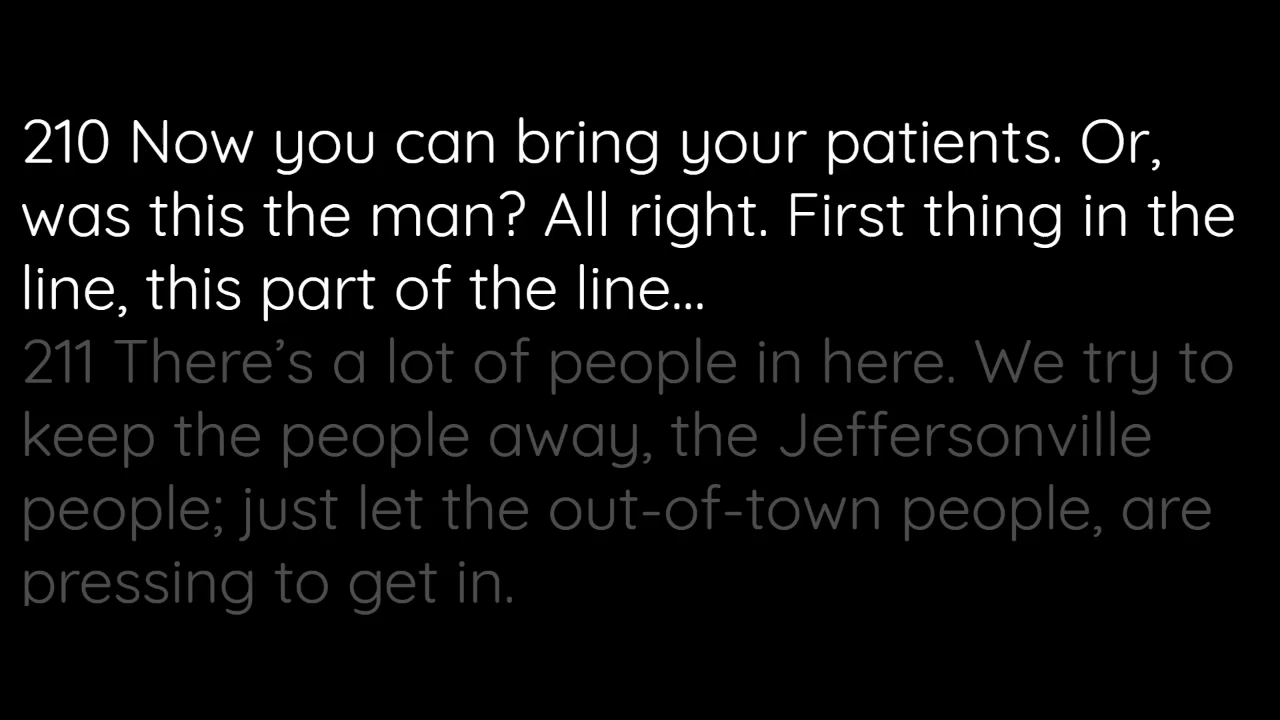 210 Now you can bring your patients. Or,
was this the man? All right. First thing in the
line, this part of the line...
211 There’s a lot of people in here. We try to
keep the people away, the Jeffersonville
people; just let the out-of-town people, are
pressing to get in.